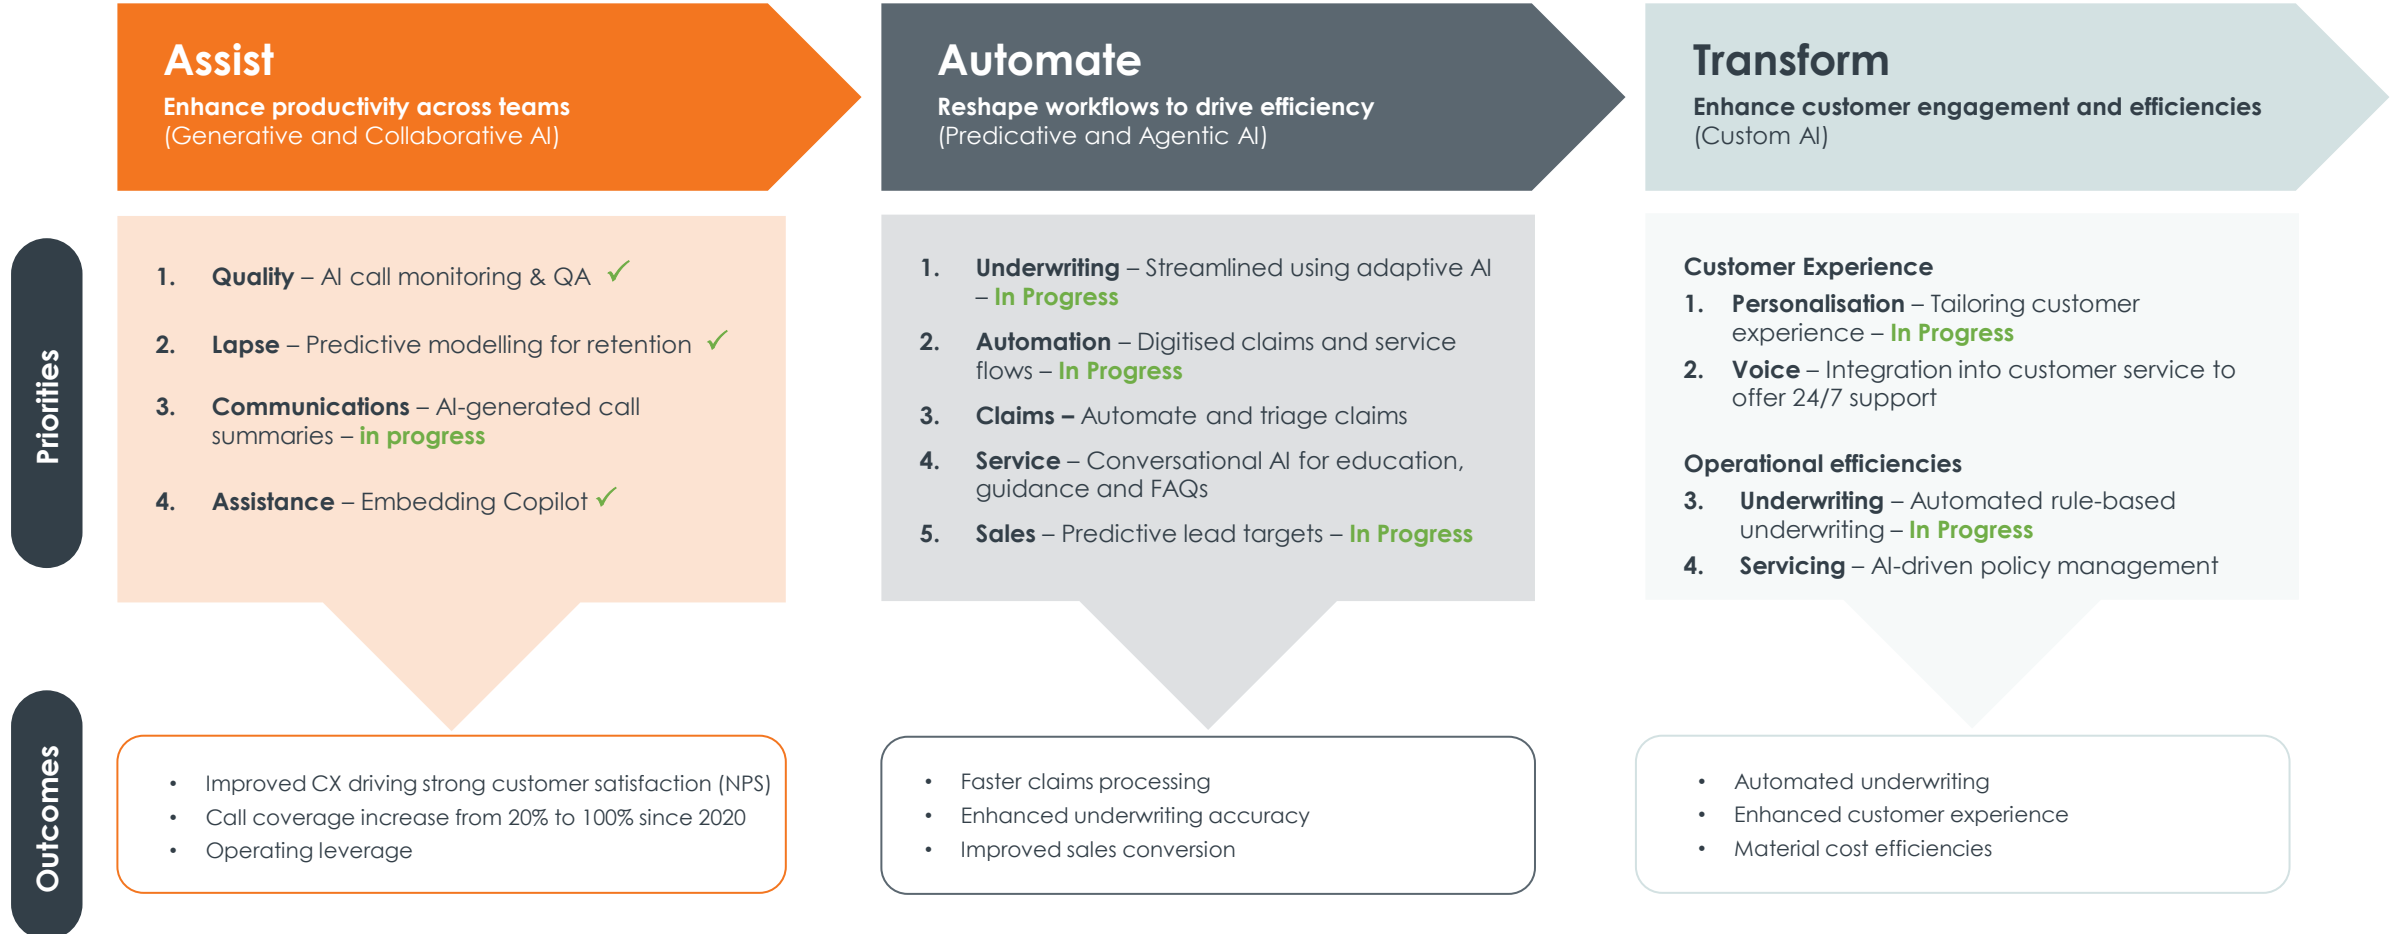 Assist
Enhance productivity across teams
(Generative and Collaborative AI)
Automate
Reshape workflows to drive efficiency
(Predicative and Agentic AI)
Transform
Enhance customer engagement and efficiencies
(Custom AI)
Priorities
1. Quality – AI call monitoring & QA ✓
2. Lapse – Predictive modelling for retention ✓
3. Communications – AI-generated call
summaries – in progress
4. Assistance – Embedding Copilot ✓
1. Underwriting – Streamlined using adaptive AI
– In Progress
2. Automation – Digitised claims and service
flows – In Progress
3. Claims – Automate and triage claims
4. Service – Conversational AI for education,
guidance and FAQs
5. Sales – Predictive lead targets – In Progress
Customer Experience
1. Personalisation – Tailoring customer
experience – In Progress
2. Voice – Integration into customer service to
offer 24/7 support
Operational efficiencies
3. Underwriting – Automated rule-based
underwriting – In Progress
4. Servicing – AI-driven policy management
Outcomes
• Improved CX driving strong customer satisfaction (NPS)
• Call coverage increase from 20% to 100% since 2020
• Operating leverage
• Faster claims processing
• Enhanced underwriting accuracy
• Improved sales conversion
• Automated underwriting
• Enhanced customer experience
• Material cost efficiencies